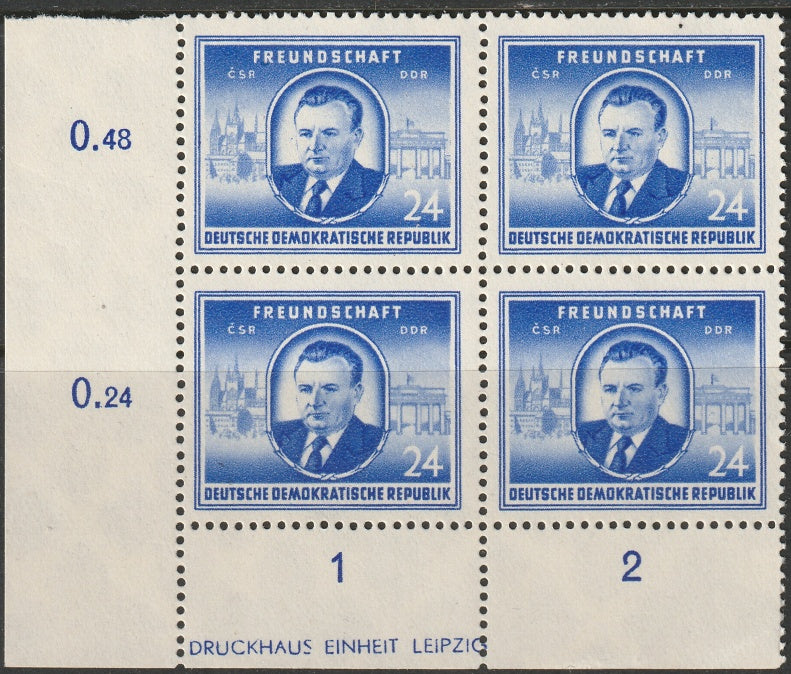 0.48
FREUNDSCHAFT
ČSR DDR
24
DEUTSCHE DEMOKRATISCHE REPUBLIK
FREUNDSCHAFT
ČSR DDR
24
DEUTSCHE DEMOKRATISCHE REPUBLIK
0.24
FREUNDSCHAFT
ČSR DDR
24
DEUTSCHE DEMOKRATISCHE REPUBLIK
FREUNDSCHAFT
ČSR DDR
24
DEUTSCHE DEMOKRATISCHE REPUBLIK
1
2
DRUCKHAUS EINHEIT LEIPZIG